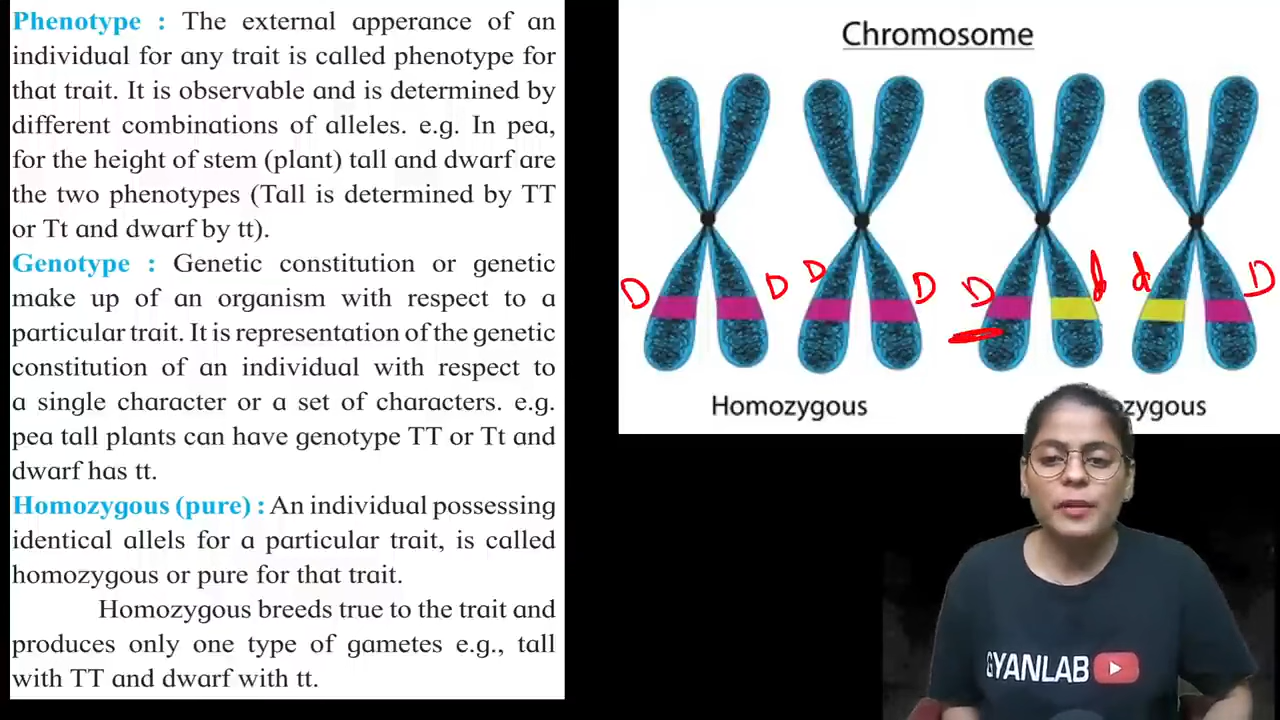 Phenotype : The external apperance of an
individual for any trait is called phenotype for
that trait. It is observable and is determined by
different combinations of alleles. e.g. In pea,
for the height of stem (plant) tall and dwarf are
the two phenotypes (Tall is determined by TT
or Tt and dwarf by tt).
Genotype : Genetic constitution or genetic
make up of an organism with respect to a
particular trait. It is representation of the genetic
constitution of an individual with respect to
a single character or a set of characters. e.g.
pea tall plants can have genotype TT or Tt and
dwarf has tt.
Homozygous (pure) : An individual possessing
identical allels for a particular trait, is called
homozygous or pure for that trait.
Homozygous breeds true to the trait and
produces only one type of gametes e.g., tall
with TT and dwarf with tt.
Chromosome
D D D D D d d D
Homozygous
ozygous
GYANLAB